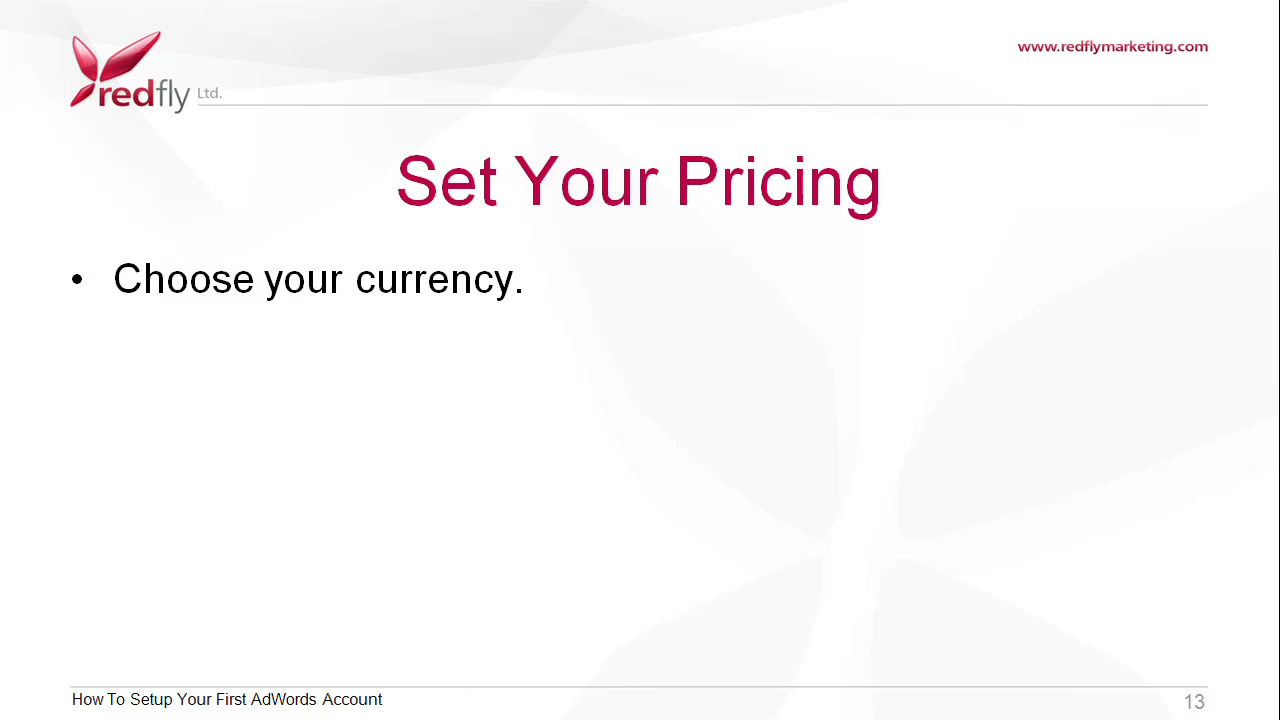 redfly Ltd.
www.redflymarketing.com
Set Your Pricing
• Choose your currency.
How To Setup Your First AdWords Account
13